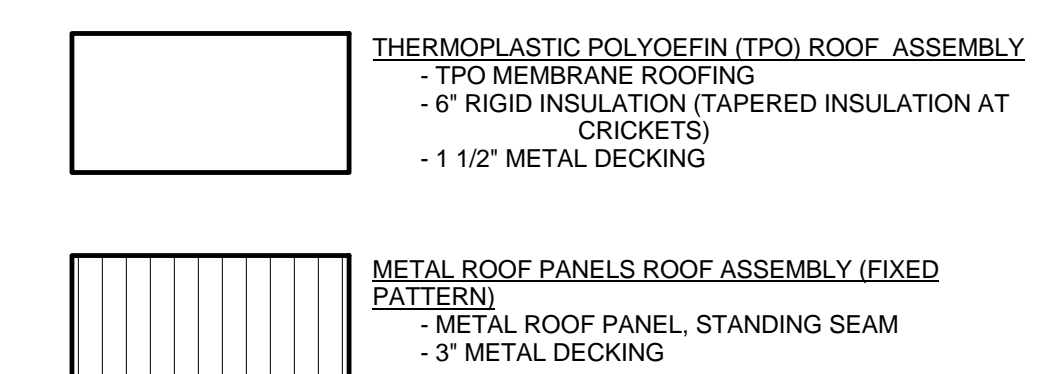 THERMOPLASTIC POLYOEFIN (TPO) ROOF ASSEMBLY
- TPO MEMBRANE ROOFING
- 6" RIGID INSULATION (TAPERED INSULATION AT
CRICKETS)
- 1 1/2" METAL DECKING
METAL ROOF PANELS ROOF ASSEMBLY (FIXED
PATTERN)
- METAL ROOF PANEL, STANDING SEAM
- 3" METAL DECKING